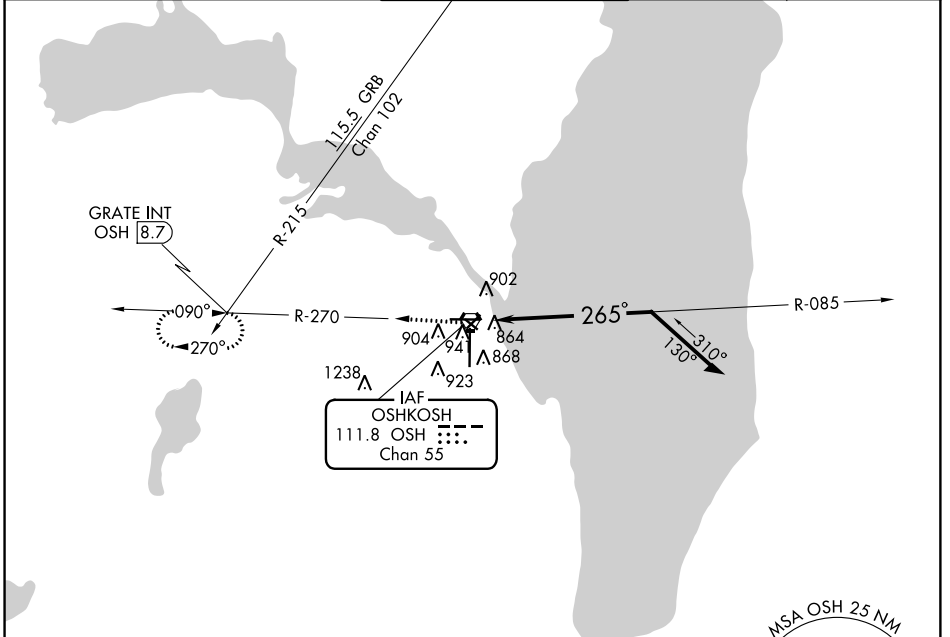 115.5 GRB
Chan 102
R-215
GRATE INT
OSH 8.7
090°
270°
R-270
902
904
941
864
868
923
1238
265°
R-085
310°
130°
IAF
OSHKOSH
111.8 OSH
Chan 55
MSA OSH 25 NM